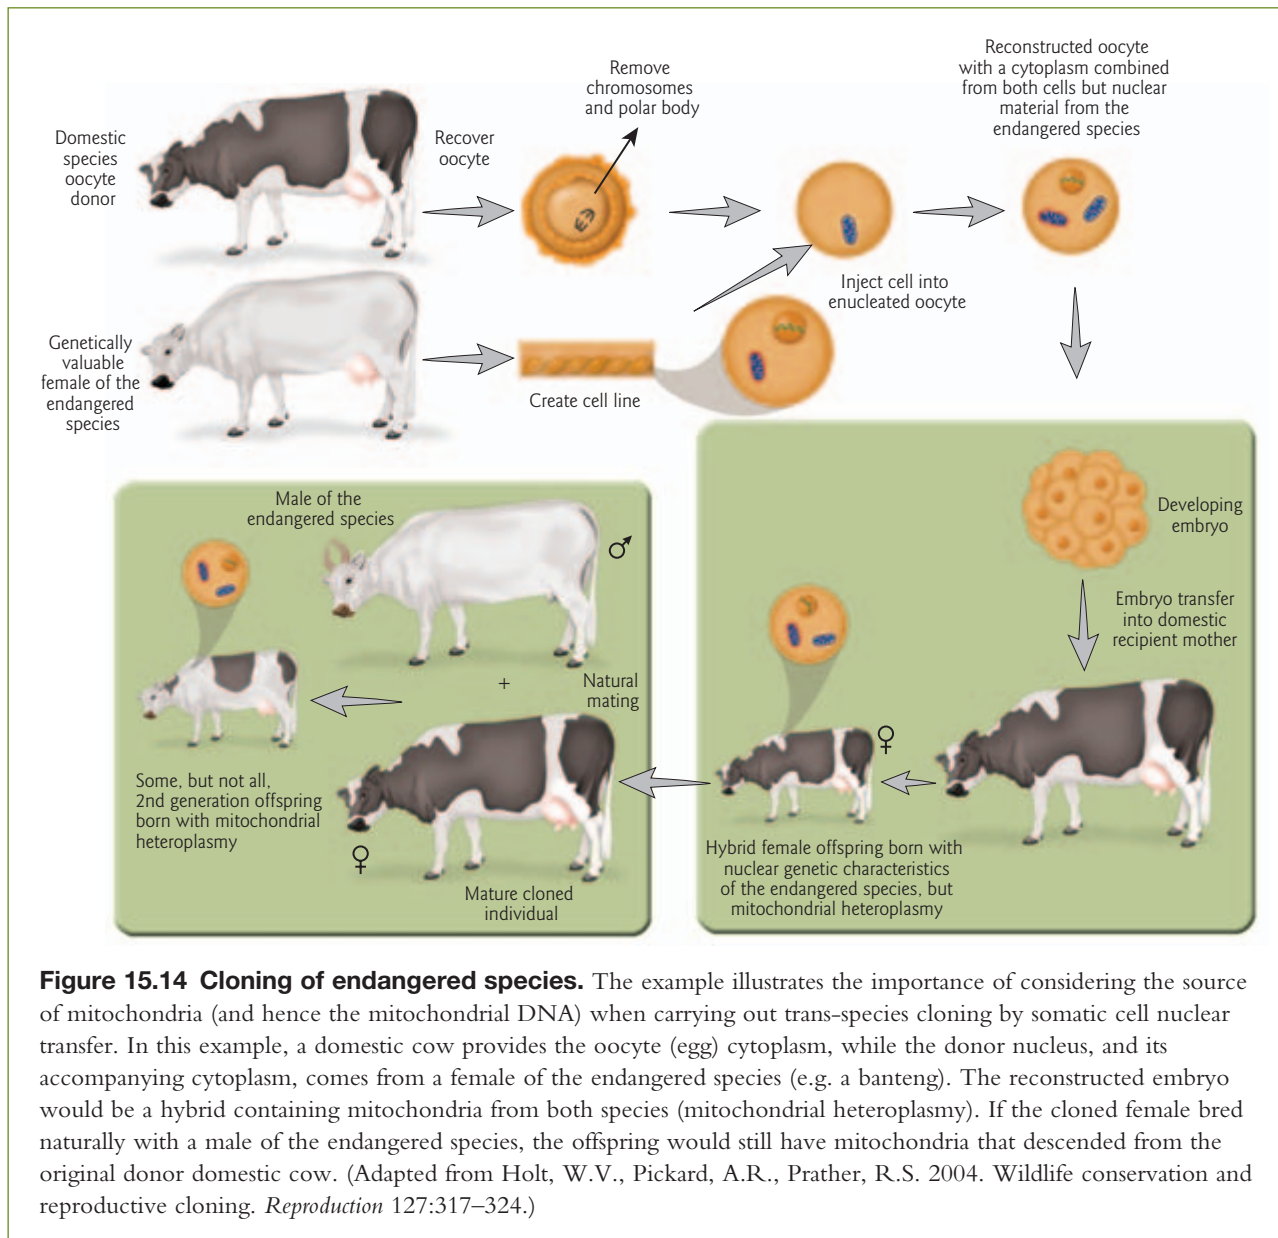 Domestic
species
oocyte
donor
Recover
oocyte
Remove
chromosomes
and polar body
Reconstructed oocyte
with a cytoplasm combined
from both cells but nuclear
material from the
endangered species
Inject cell into
enucleated oocyte
Genetically
valuable
female of the
endangered
species
Create cell line
Developing
embryo
Embryo transfer
into domestic
recipient mother
♀
Hybrid female offspring born with
nuclear genetic characteristics
of the endangered species, but
mitochondrial heteroplasmy
Male of the
endangered species
♂
+
Natural
mating
♀
Mature cloned
individual
Some, but not all,
2nd generation offspring
born with mitochondrial
heteroplasmy
Figure 15.14 Cloning of endangered species. The example illustrates the importance of considering the source
of mitochondria (and hence the mitochondrial DNA) when carrying out trans-species cloning by somatic cell nuclear
transfer. In this example, a domestic cow provides the oocyte (egg) cytoplasm, while the donor nucleus, and its
accompanying cytoplasm, comes from a female of the endangered species (e.g. a banteng). The reconstructed embryo
would be a hybrid containing mitochondria from both species (mitochondrial heteroplasmy). If the cloned female bred
naturally with a male of the endangered species, the offspring would still have mitochondria that descended from the
original donor domestic cow. (Adapted from Holt, W.V., Pickard, A.R., Prather, R.S. 2004. Wildlife conservation and
reproductive cloning. Reproduction 127:317–324.)